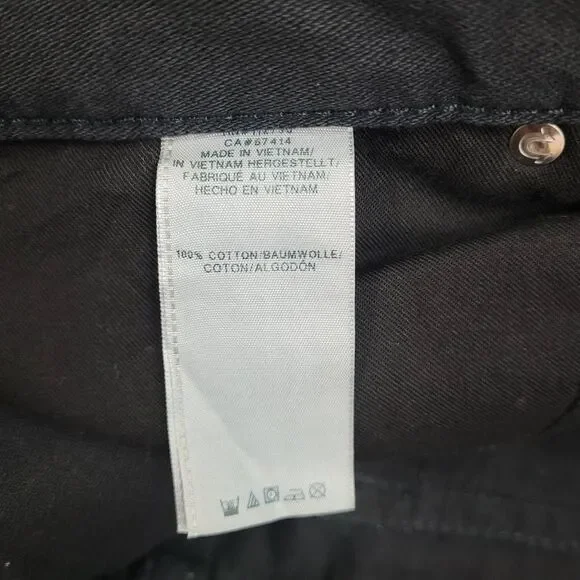 CA#57414
MADE IN VIETNAM/
IN VIETNAM HERGESTELLT/
FABRIQUÉ AU VIETNAM/
HECHO EN VIETNAM
100% COTTON/BAUMWOLLE/
COTON/ALGODÓN